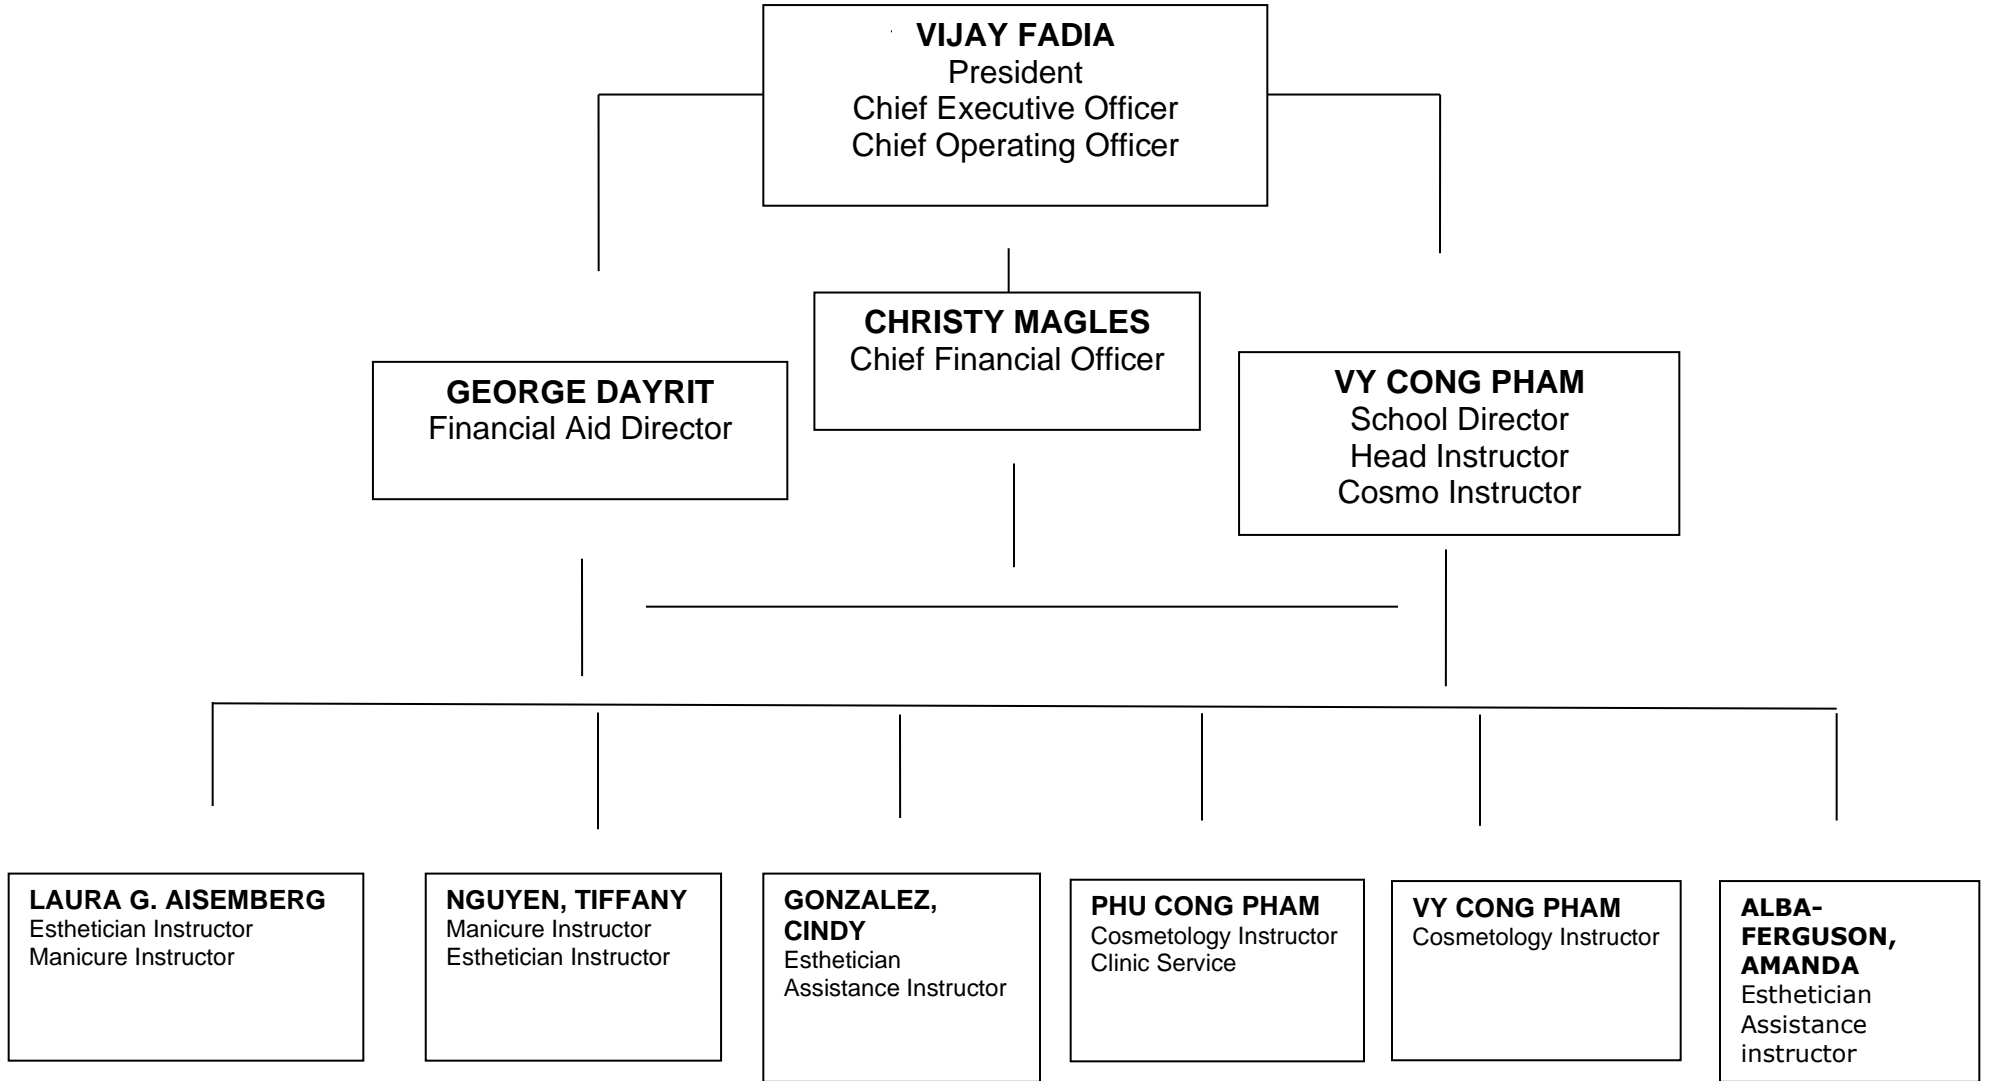 VIJAY FADIA
President
Chief Executive Officer
Chief Operating Officer
CHRISTY MAGLES
Chief Financial Officer
GEORGE DAYRIT
Financial Aid Director
VY CONG PHAM
School Director
Head Instructor
Cosmo Instructor
LAURA G. AISEMBERG
Esthetician Instructor
Manicure Instructor
NGUYEN, TIFFANY
Manicure Instructor
Esthetician Instructor
GONZALEZ,
CINDY
Esthetician
Assistance Instructor
PHU CONG PHAM
Cosmetology Instructor
Clinic Service
VY CONG PHAM
Cosmetology Instructor
ALBA-
FERGUSON,
AMANDA
Esthetician
Assistance
instructor